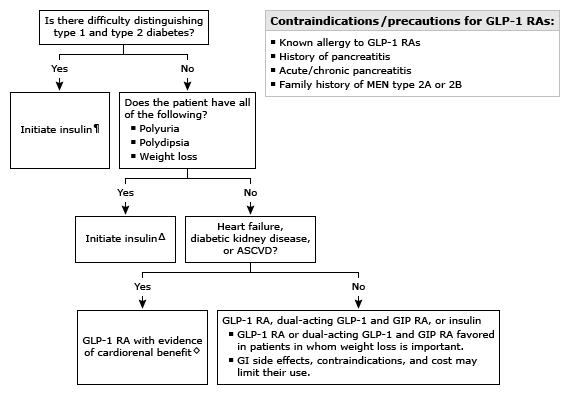 Is there difficulty distinguishing
type 1 and type 2 diabetes?
Contraindications/precautions for GLP-1 RAs:
▪ Known allergy to GLP-1 RAs
▪ History of pancreatitis
▪ Acute/chronic pancreatitis
▪ Family history of MEN type 2A or 2B
Yes
No
Initiate insulin¶
Does the patient have all
of the following?
▪ Polyuria
▪ Polydipsia
▪ Weight loss
Yes
No
Initiate insulinΔ
Heart failure,
diabetic kidney disease,
or ASCVD?
Yes
No
GLP-1 RA with evidence
of cardiorenal benefit◇
GLP-1 RA, dual-acting GLP-1 and GIP RA, or insulin
▪ GLP-1 RA or dual-acting GLP-1 and GIP RA favored
in patients in whom weight loss is important.
▪ GI side effects, contraindications, and cost may
limit their use.